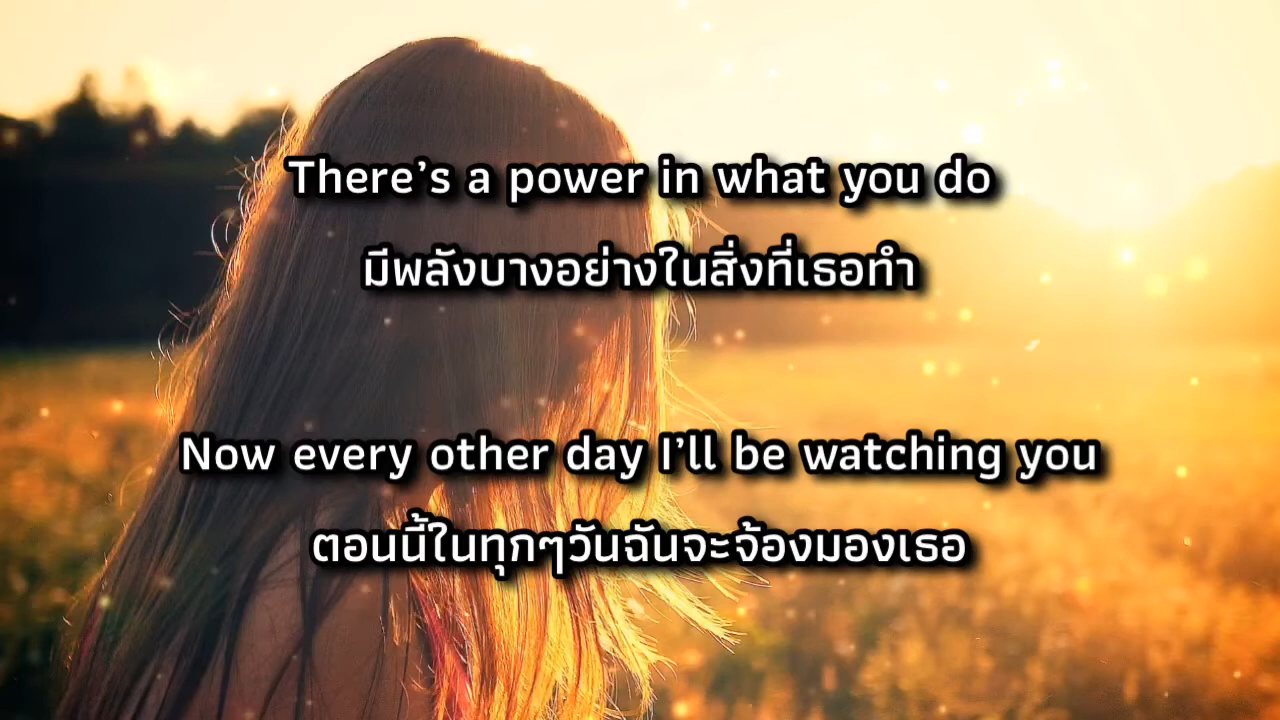 There’s a power in what you do
มีพลังบางอย่างในสิ่งที่เธอทำ
Now every other day I’ll be watching you
ตอนนี้ในทุกๆวันฉันจะจ้องมองเธอ